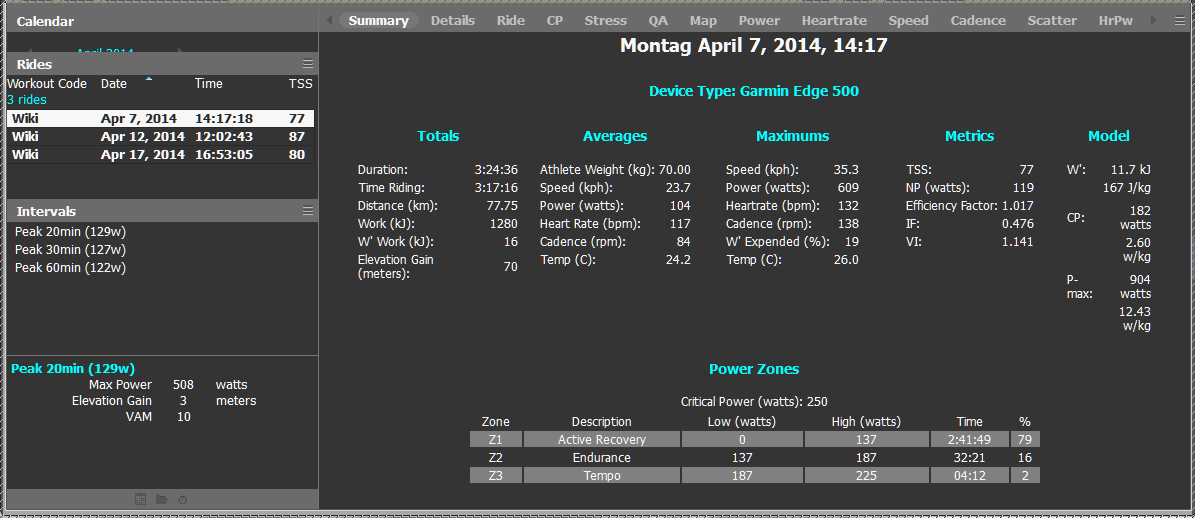 Calendar
April 2014
Rides
Workout Code Date Time TSS
3 rides
Wiki Apr 7, 2014 14:17:18 77
Wiki Apr 12, 2014 12:02:43 87
Wiki Apr 17, 2014 16:53:05 80
Intervals
Peak 20min (129w)
Peak 30min (127w)
Peak 60min (122w)
Peak 20min (129w)
Max Power 508 watts
Elevation Gain 3 meters
VAM 10
Summary Details Ride CP Stress QA Map Power Heartrate Speed Cadence Scatter HrPw
Montag April 7, 2014, 14:17
Device Type: Garmin Edge 500
Totals
Duration: 3:24:36
Time Riding: 3:17:16
Distance (km): 77.75
Work (kJ): 1280
W' Work (kJ): 16
Elevation Gain
(meters): 70
Averages
Athlete Weight (kg): 70.00
Speed (kph): 23.7
Power (watts): 104
Heart Rate (bpm): 117
Cadence (rpm): 84
Temp (C): 24.2
Maximums
Speed (kph): 35.3
Power (watts): 609
Heartrate (bpm): 132
Cadence (rpm): 138
W' Expended (%): 19
Temp (C): 26.0
Metrics
TSS: 77
NP (watts): 119
Efficiency Factor: 1.017
IF: 0.476
VI: 1.141
Model
W': 11.7 kJ
167 J/kg
CP: 182
watts
2.60
w/kg
P- 904
max: watts
12.43
w/kg
Power Zones
Critical Power (watts): 250
Zone Description Low (watts) High (watts) Time %
Z1 Active Recovery 0 137 2:41:49 79
Z2 Endurance 137 187 32:21 16
Z3 Tempo 187 225 04:12 2